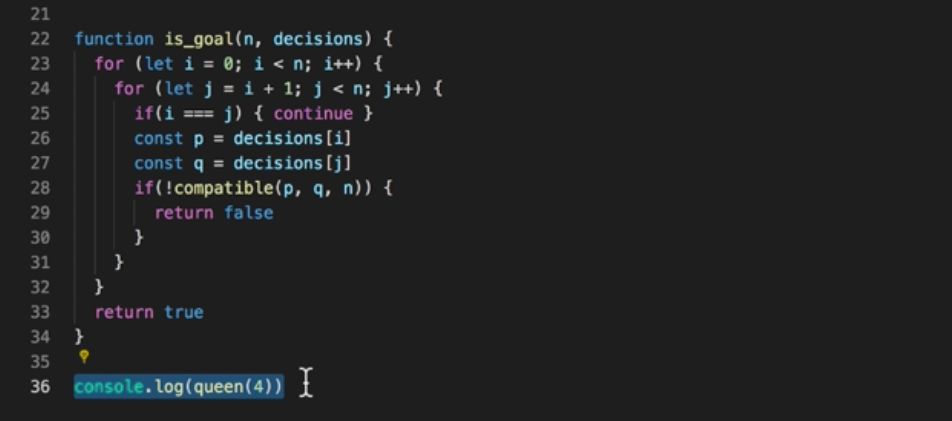 21
22 function is_goal(n, decisions) {
23   for (let i = 0; i < n; i++) {
24     for (let j = i + 1; j < n; j++) {
25       if(i === j) { continue }
26       const p = decisions[i]
27       const q = decisions[j]
28       if(!compatible(p, q, n)) {
29         return false
30       }
31     }
32   }
33   return true
34 }
35
36 console.log(queen(4))